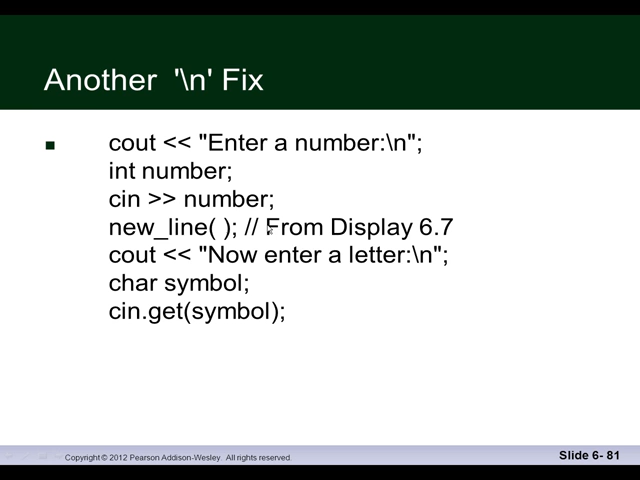 Another '\n' Fix
cout << "Enter a number:\n";
int number;
cin >> number;
new_line( ); // From Display 6.7
cout << "Now enter a letter:\n";
char symbol;
cin.get(symbol);
Copyright © 2012 Pearson Addison-Wesley. All rights reserved.
Slide 6- 81